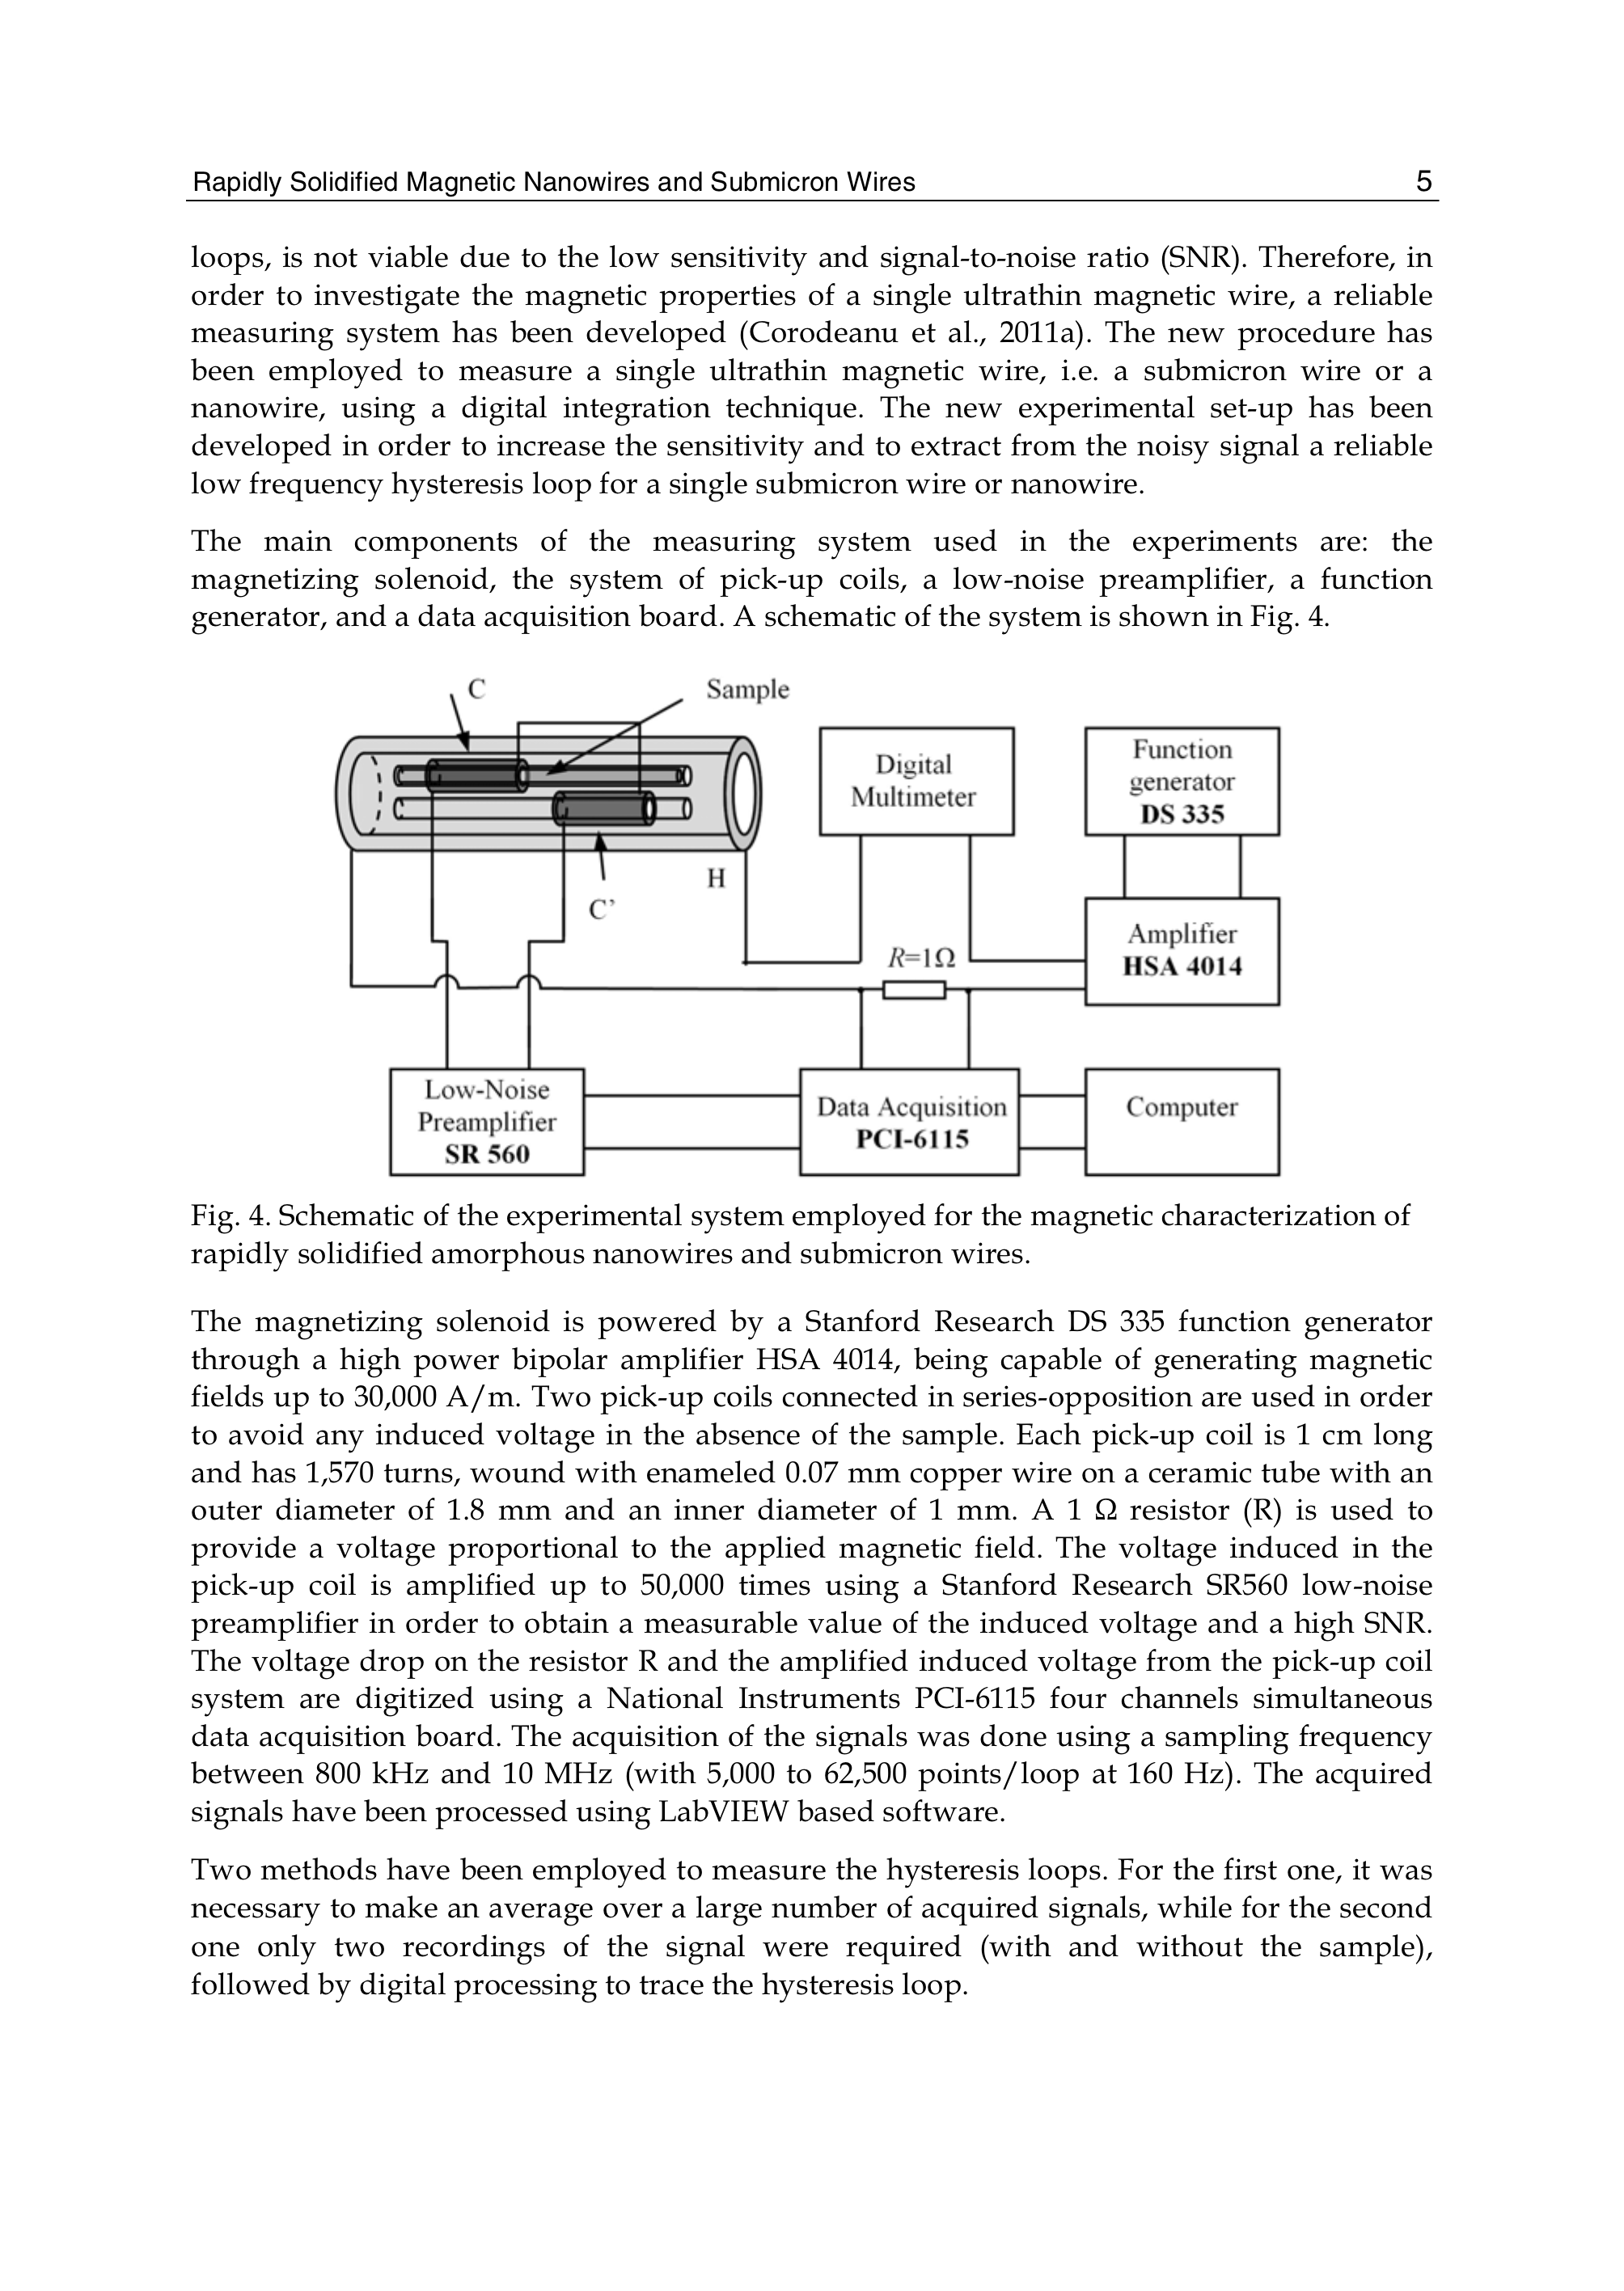 Rapidly Solidified Magnetic Nanowires and Submicron Wires 5
loops, is not viable due to the low sensitivity and signal-to-noise ratio (SNR). Therefore, in
order to investigate the magnetic properties of a single ultrathin magnetic wire, a reliable
measuring system has been developed (Corodeanu et al., 2011a). The new procedure has
been employed to measure a single ultrathin magnetic wire, i.e. a submicron wire or a
nanowire, using a digital integration technique. The new experimental set-up has been
developed in order to increase the sensitivity and to extract from the noisy signal a reliable
low frequency hysteresis loop for a single submicron wire or nanowire.
The main components of the measuring system used in the experiments are: the
magnetizing solenoid, the system of pick-up coils, a low-noise preamplifier, a function
generator, and a data acquisition board. A schematic of the system is shown in Fig. 4.
C
Sample
Digital
Multimeter
Function
generator
DS 335
H
C’
R=1Ω
Amplifier
HSA 4014
Low-Noise
Preamplifier
SR 560
Data Acquisition
PCI-6115
Computer
Fig. 4. Schematic of the experimental system employed for the magnetic characterization of
rapidly solidified amorphous nanowires and submicron wires.
The magnetizing solenoid is powered by a Stanford Research DS 335 function generator
through a high power bipolar amplifier HSA 4014, being capable of generating magnetic
fields up to 30,000 A/m. Two pick-up coils connected in series-opposition are used in order
to avoid any induced voltage in the absence of the sample. Each pick-up coil is 1 cm long
and has 1,570 turns, wound with enameled 0.07 mm copper wire on a ceramic tube with an
outer diameter of 1.8 mm and an inner diameter of 1 mm. A 1 Ω resistor (R) is used to
provide a voltage proportional to the applied magnetic field. The voltage induced in the
pick-up coil is amplified up to 50,000 times using a Stanford Research SR560 low-noise
preamplifier in order to obtain a measurable value of the induced voltage and a high SNR.
The voltage drop on the resistor R and the amplified induced voltage from the pick-up coil
system are digitized using a National Instruments PCI-6115 four channels simultaneous
data acquisition board. The acquisition of the signals was done using a sampling frequency
between 800 kHz and 10 MHz (with 5,000 to 62,500 points/loop at 160 Hz). The acquired
signals have been processed using LabVIEW based software.
Two methods have been employed to measure the hysteresis loops. For the first one, it was
necessary to make an average over a large number of acquired signals, while for the second
one only two recordings of the signal were required (with and without the sample),
followed by digital processing to trace the hysteresis loop.